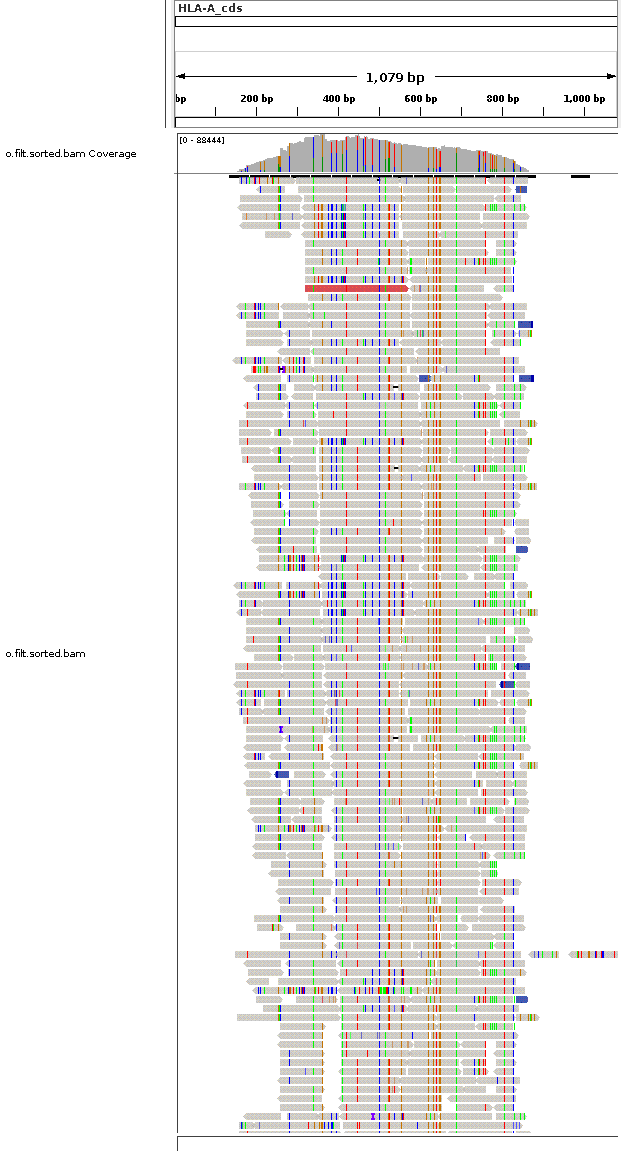 HLA-A_cds
1,079 bp
bp 200 bp 400 bp 600 bp 800 bp 1,000 bp
[0 - 88444]
o.filt.sorted.bam Coverage
o.filt.sorted.bam